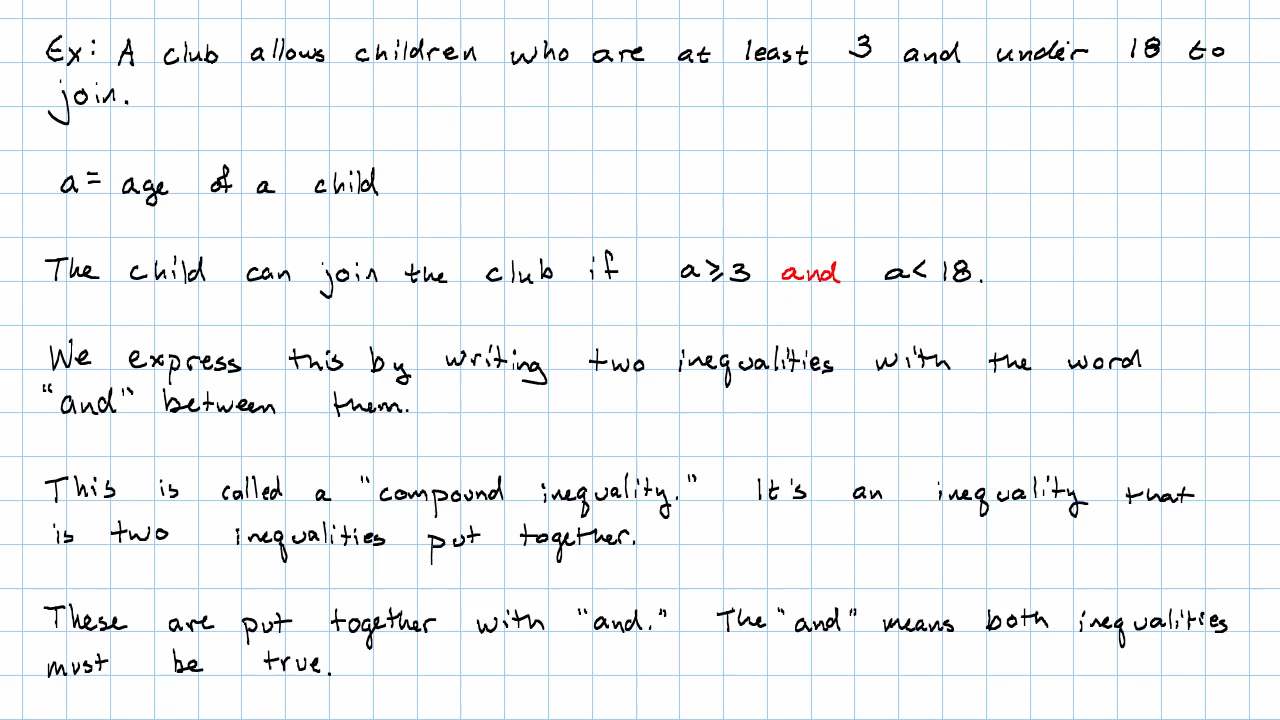 Ex: A club allows children who are at least 3 and under 18 to
join.
a = age of a child
The child can join the club if a ⩾ 3 and a < 18.
We express this by writing two inequalities with the word
"and" between them.
This is called a "compound inequality." It's an inequality that
is two inequalities put together.
These are put together with "and." The "and" means both inequalities
must be true.